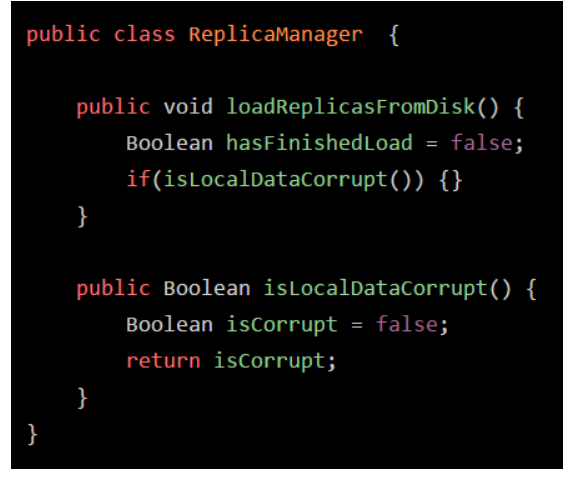 public class ReplicaManager  {
    public void loadReplicasFromDisk() {
        Boolean hasFinishedLoad = false;
        if(isLocalDataCorrupt()) {}
    }
    public Boolean isLocalDataCorrupt() {
        Boolean isCorrupt = false;
        return isCorrupt;
    }
}